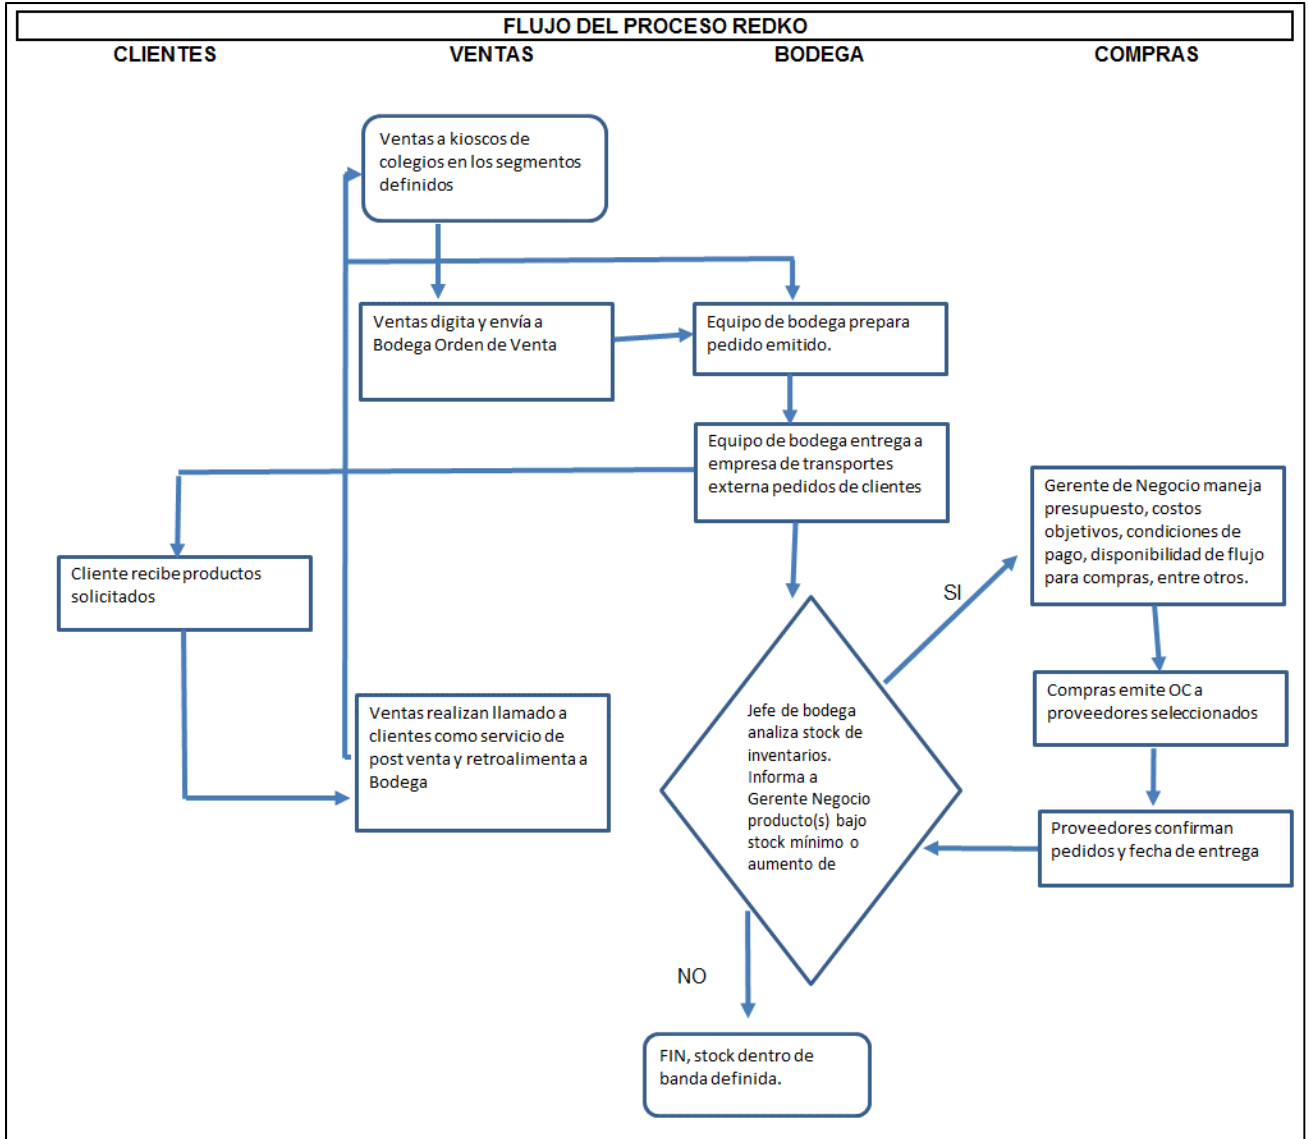 FLUJO DEL PROCESO REDKO
CLIENTES
VENTAS
BODEGA
COMPRAS
Ventas a kioscos de
colegios en los segmentos
definidos
Ventas digita y envía a
Bodega Orden de Venta
Equipo de bodega prepara
pedido emitido.
Equipo de bodega entrega a
empresa de transportes
externa pedidos de clientes
Gerente de Negocio maneja
presupuesto, costos
objetivos, condiciones de
pago, disponibilidad de flujo
para compras, entre otros.
SI
Cliente recibe productos
solicitados
Compras emite OC a
proveedores seleccionados
Ventas realizan llamado a
clientes como servicio de
post venta y retroalimenta a
Bodega
Jefe de bodega
analiza stock de
inventarios.
Informa a
Gerente Negocio
producto(s) bajo
stock mínimo o
aumento de
Proveedores confirman
pedidos y fecha de entrega
NO
FIN, stock dentro de
banda definida.